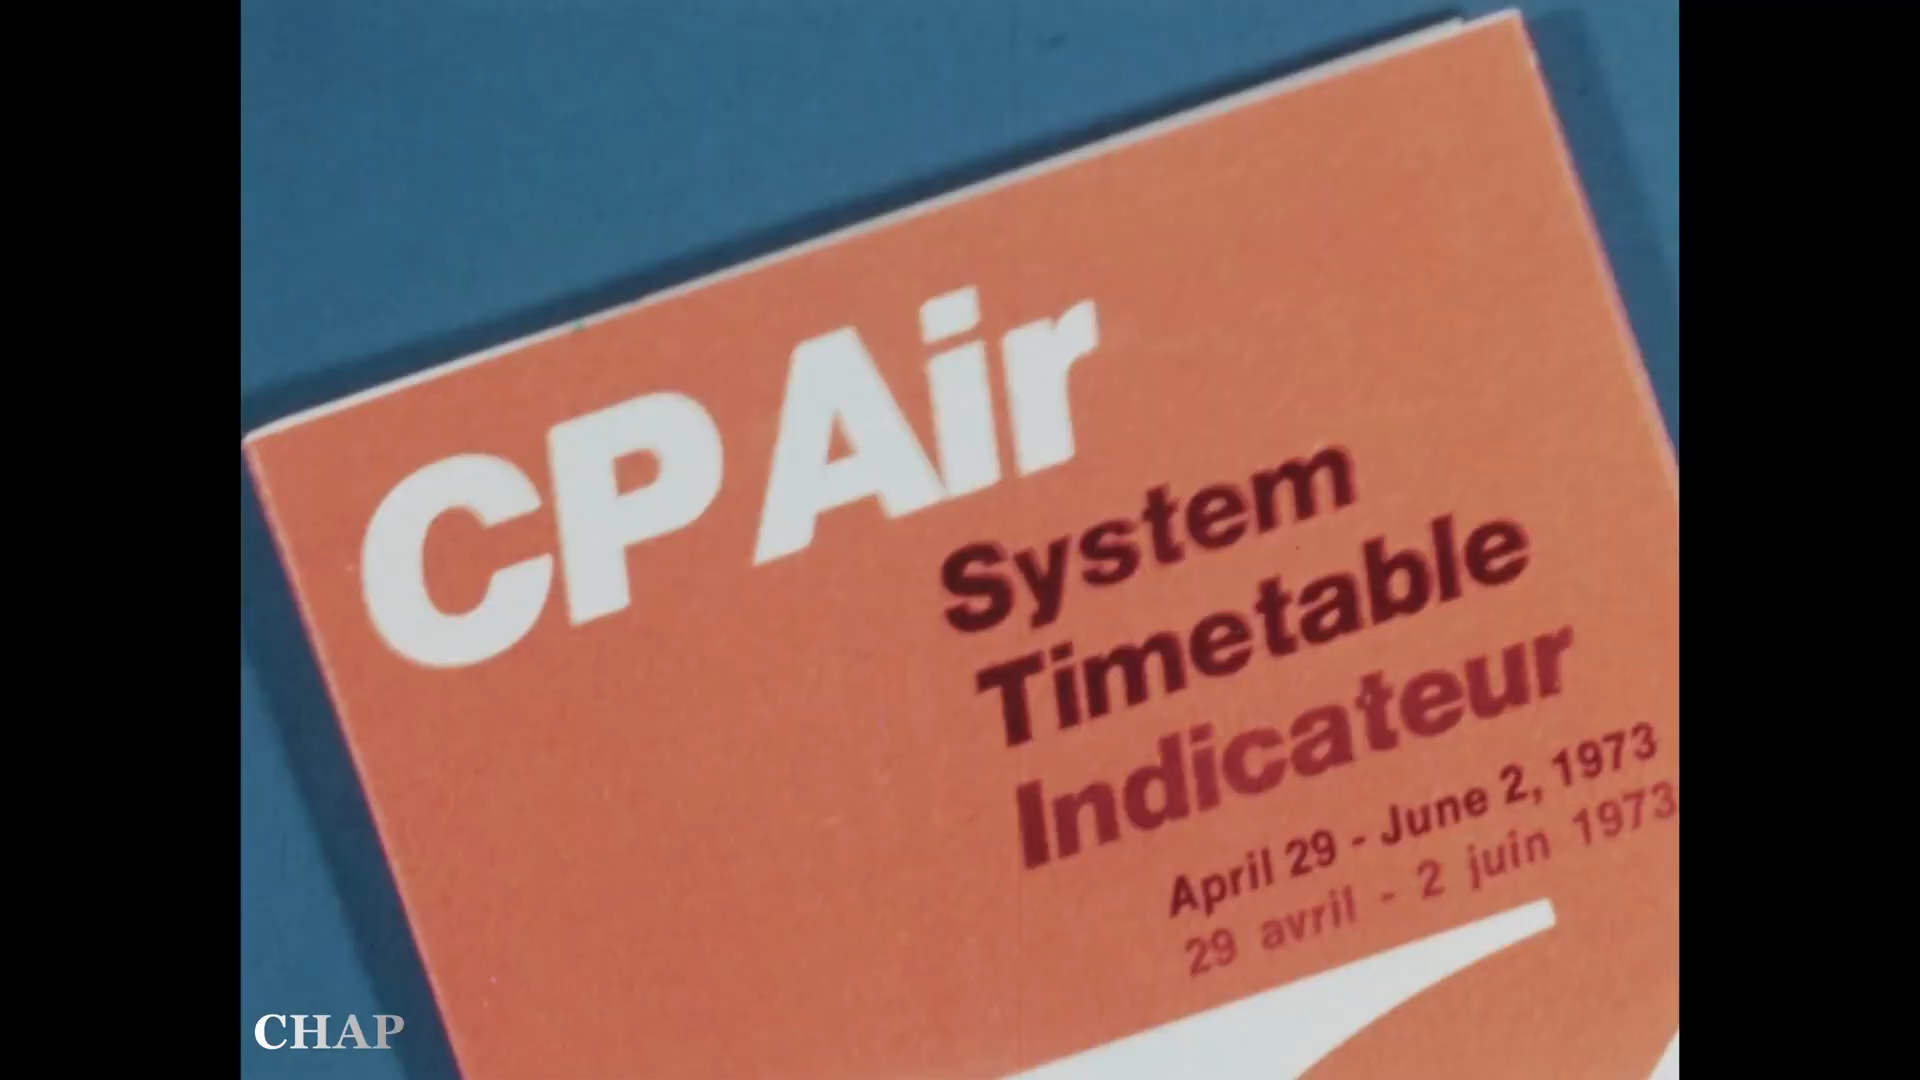 CP Air
System
Timetable
Indicateur
April 29 - June 2, 1973
29 avril - 2 juin 1973
CHAP